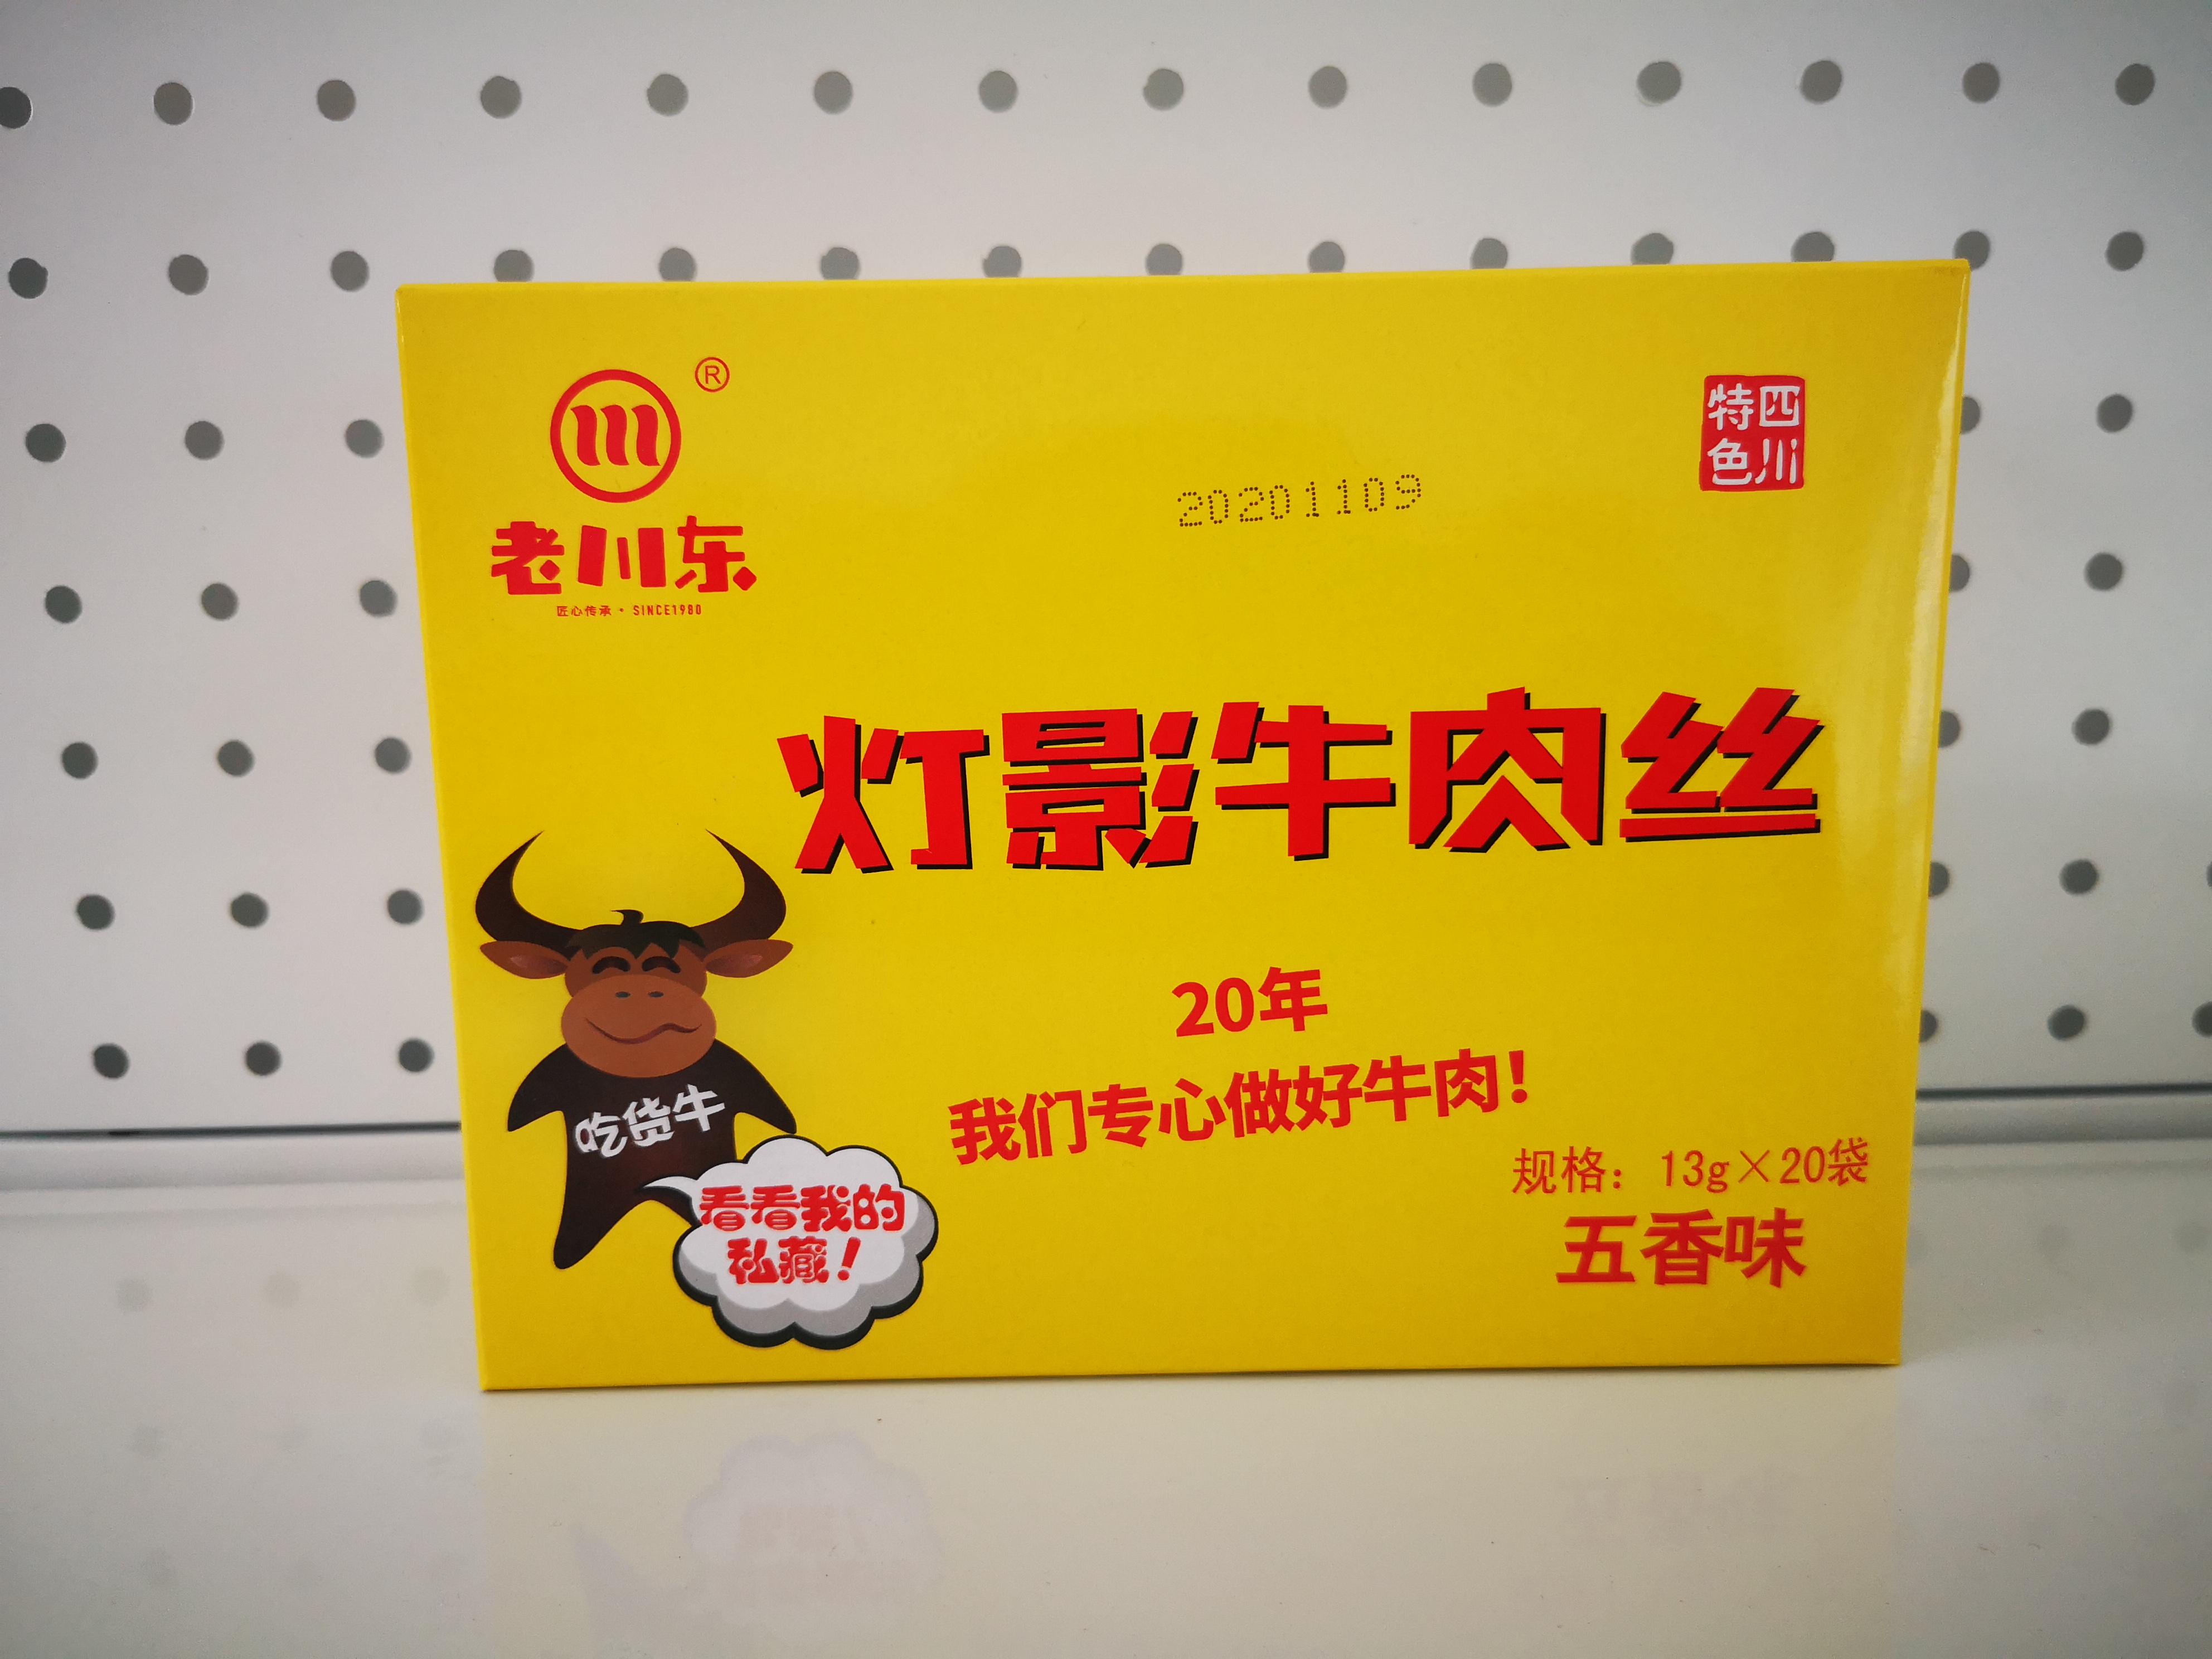 ®
老川东
匠心传承·SINCE1980
20201109
四川
特色
灯影牛肉丝
20年
我们专心做好牛肉!
吃货牛
看看我的
私藏!
规格:13g×20袋
五香味